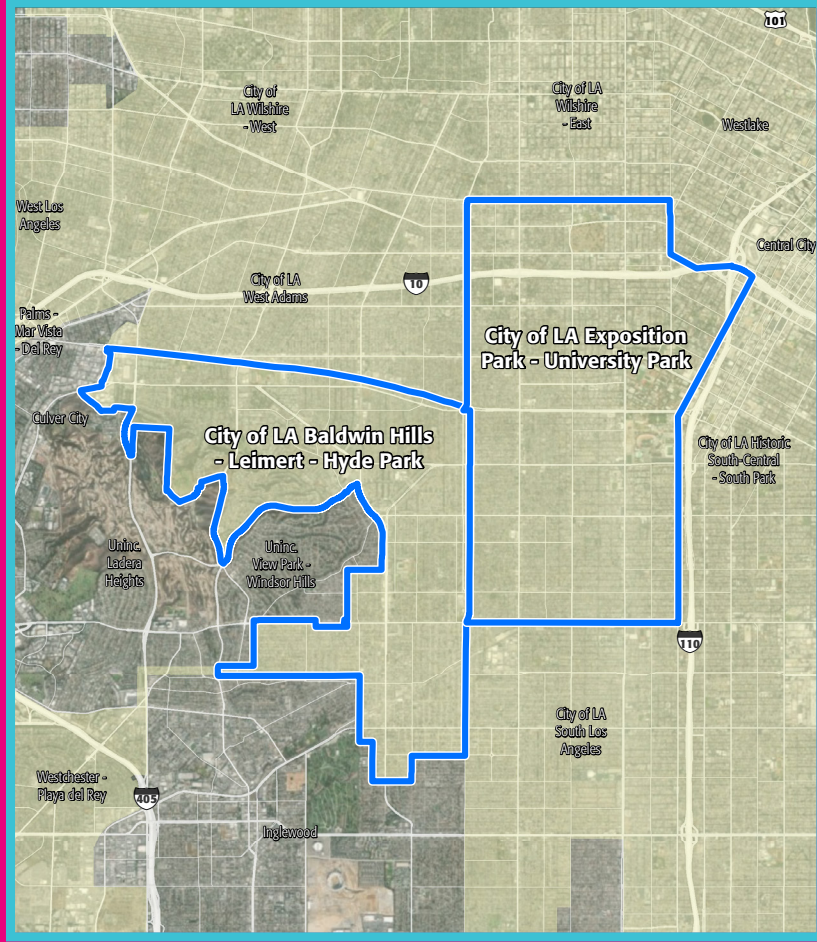 101
City of
LA Wilshire
- West
City of LA
Wilshire
- East
Westlake
West Los
Angeles
Central City
City of LA
West Adams
10
Palms -
Mar Vista
- Del Rey
City of LA Exposition
Park - University Park
Culver City
City of LA Baldwin Hills
- Leimert - Hyde Park
City of LA Historic
South-Central
- South Park
Uninc.
Ladera
Heights
Uninc.
View Park -
Windsor Hills
110
City of LA
South Los
Angeles
Westchester -
Playa del Rey
405
Inglewood